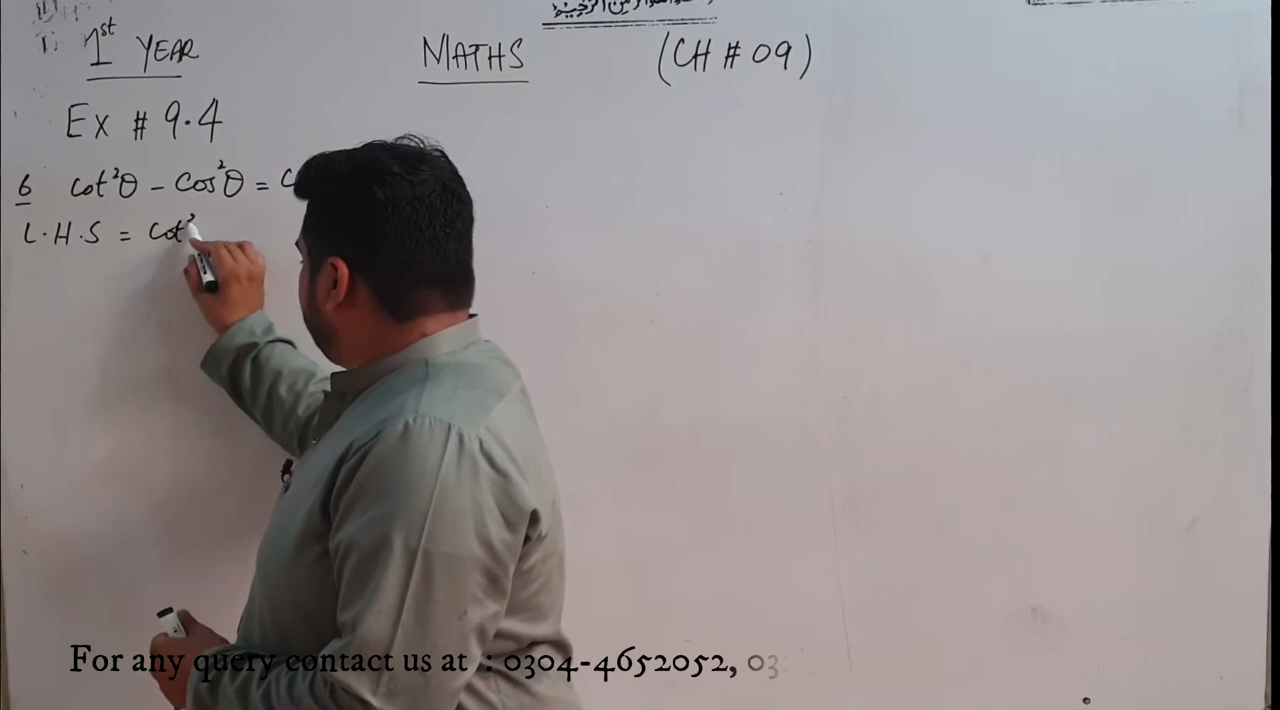 1st YEAR MATHS (CH # 09)
Ex # 9.4
6 cot²θ - cos²θ = c
L.H.S = cot²
For any query contact us at : 0304-4652052, 03